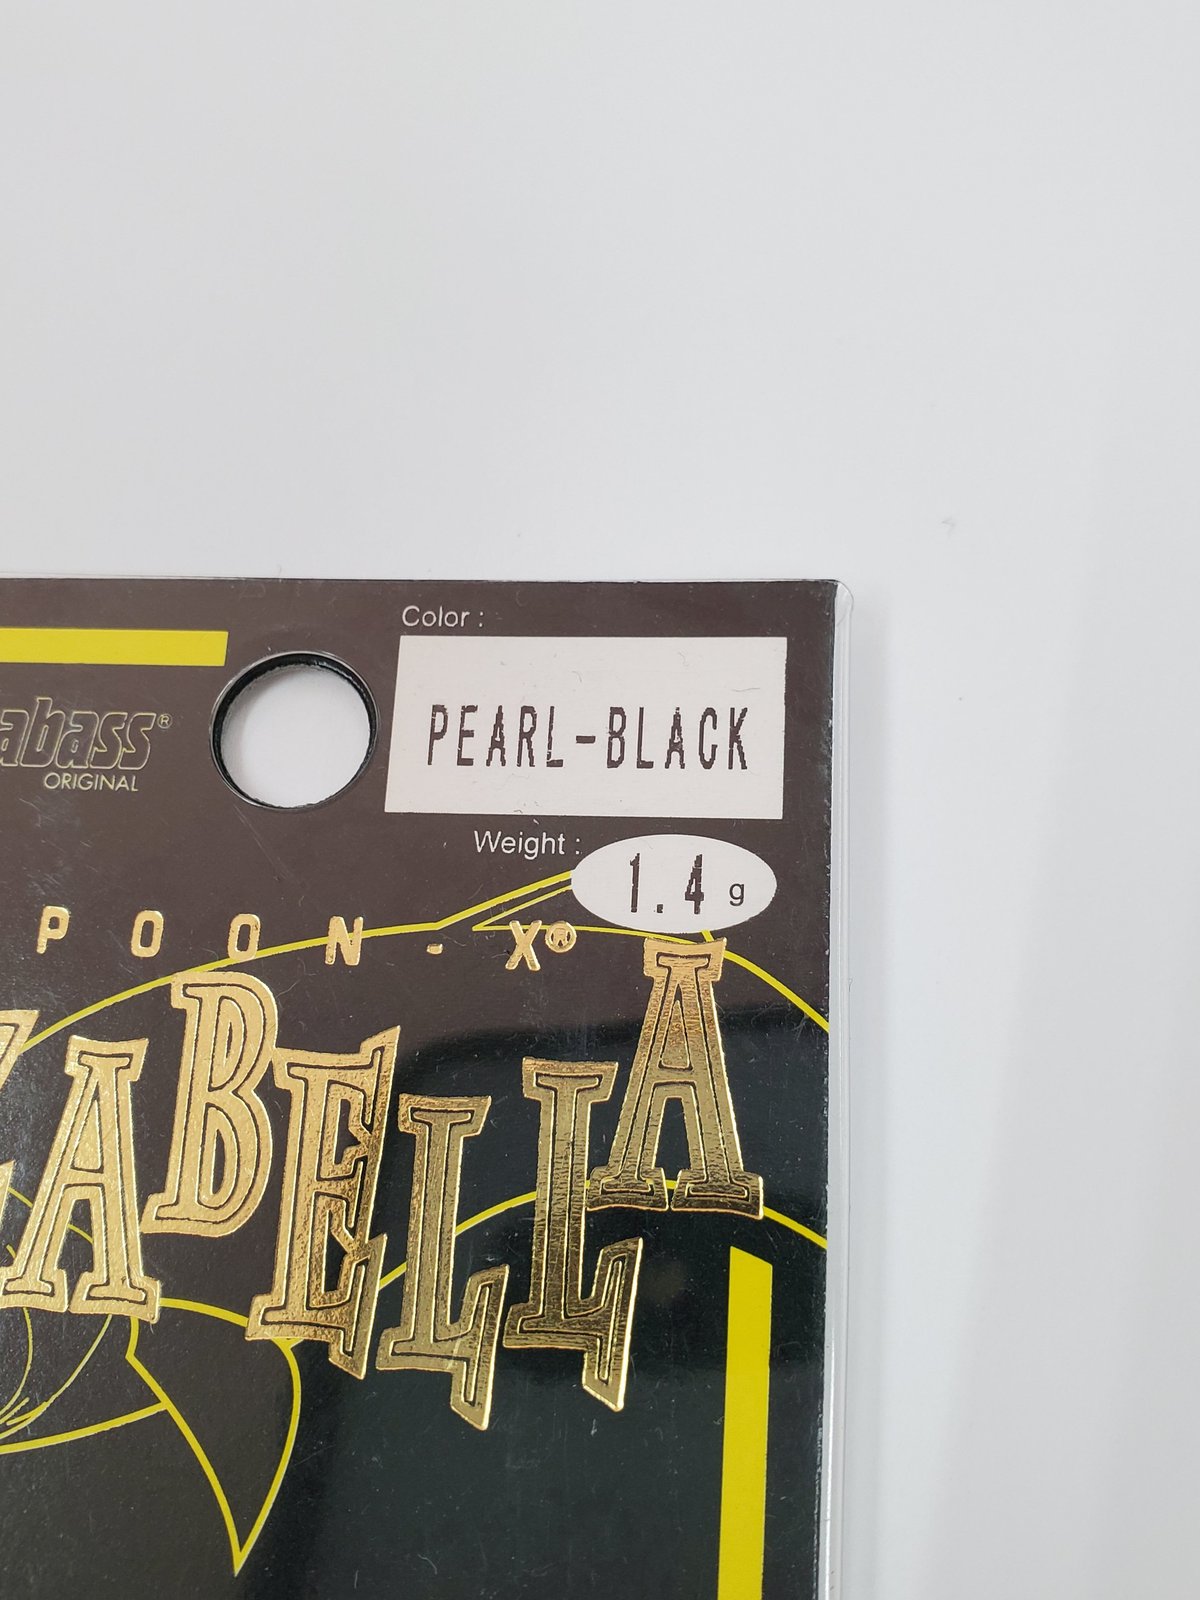 Color :
PEARL-BLACK
abass®
ORIGINAL
Weight :
1.4 g
POON-X®
ABELLA